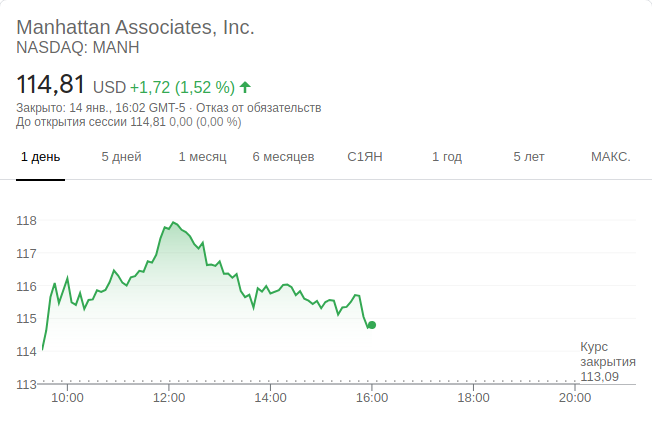 Manhattan Associates, Inc.
NASDAQ: MANH
114,81 USD +1,72 (1,52 %)
Закрыто: 14 янв., 16:02 GMT-5 · Отказ от обязательств
До открытия сессии 114,81 0,00 (0,00 %)
1 день 5 дней 1 месяц 6 месяцев С1ЯН 1 год 5 лет МАКС.
118
117
116
115
114
Курс
закрытия
113,09
113
10:00 12:00 14:00 16:00 18:00 20:00